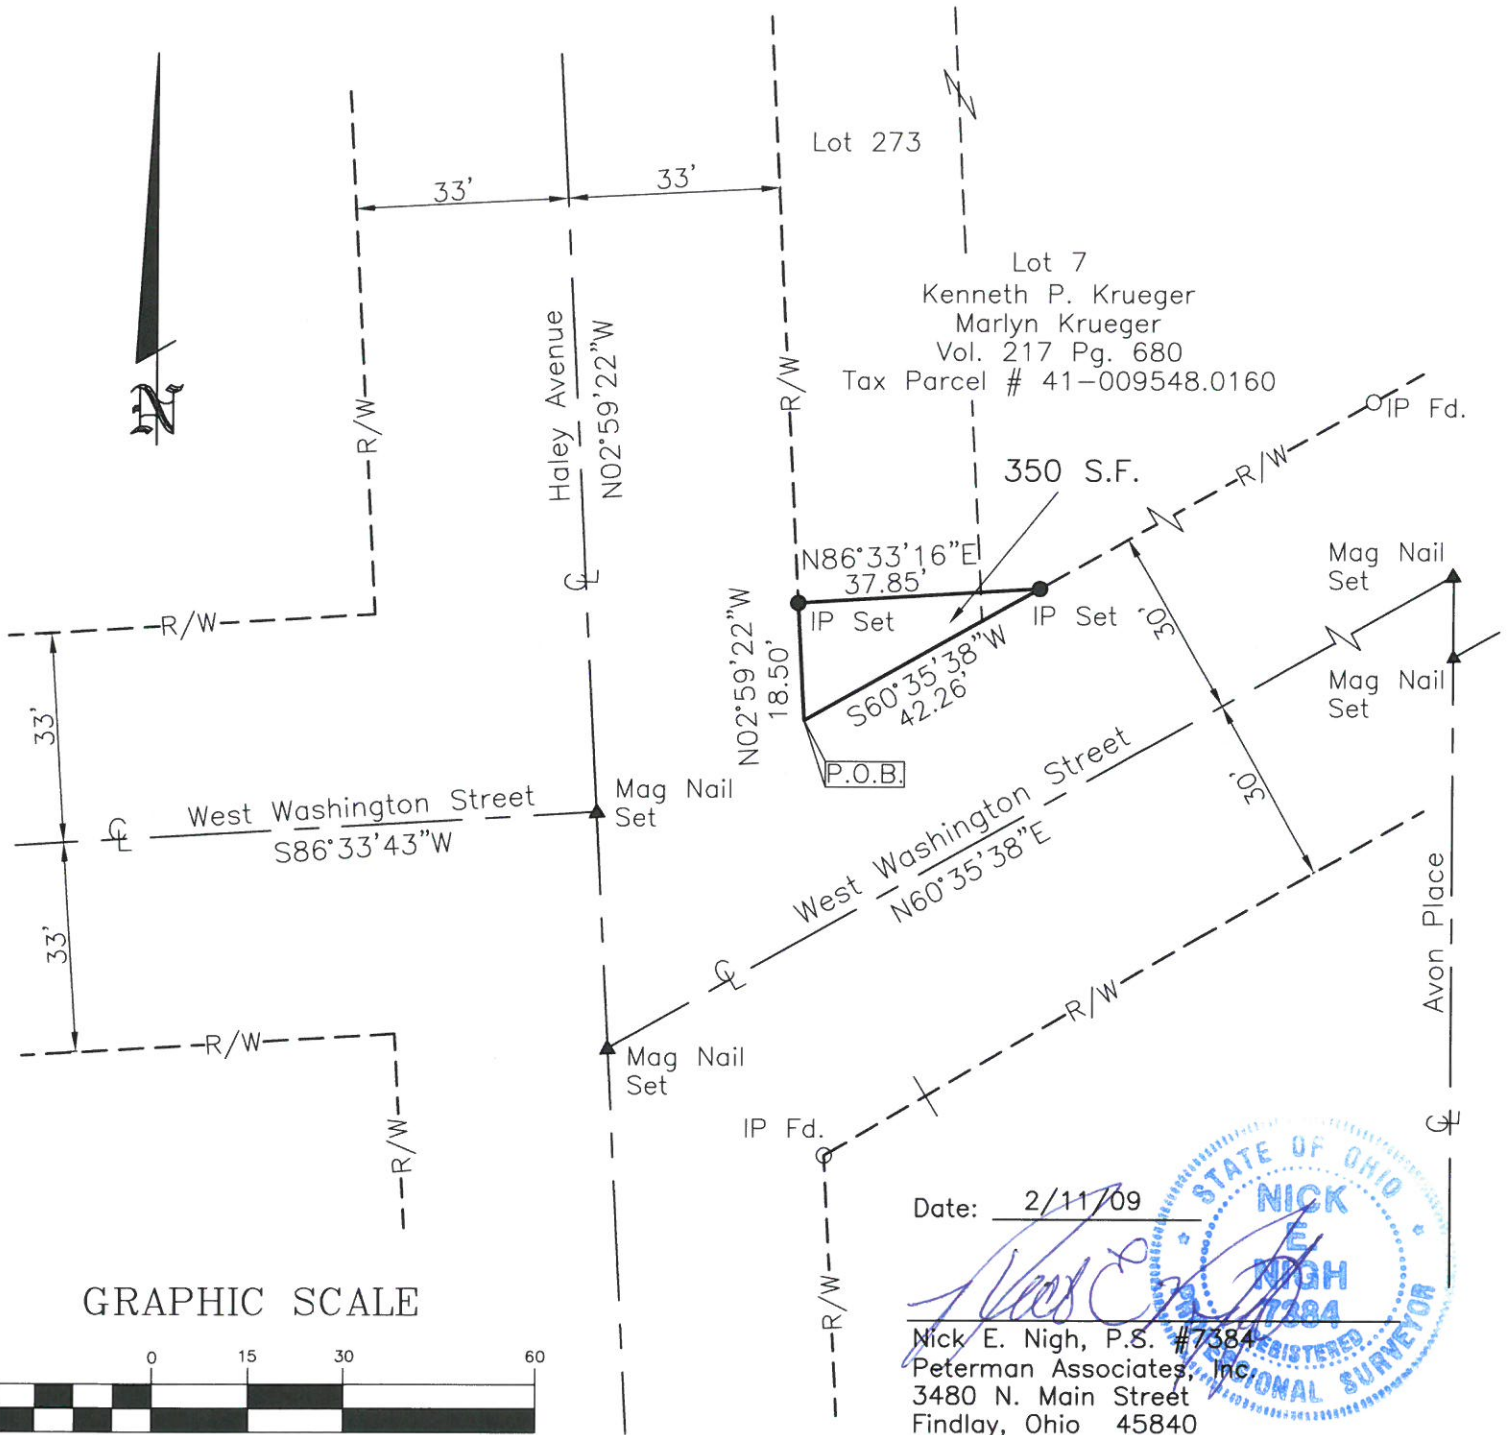 Lot 273
33'
33'
Lot 7
Kenneth P. Krueger
Marlyn Krueger
Vol. 217 Pg. 680
Tax Parcel # 41-009548.0160
N
Haley Avenue
N02°59'22"W
R/W
R/W
IP Fd.
R/W
350 S.F.
N86°33'16"E
37.85'
IP Set
IP Set
N02°59'22"W
18.50'
S60°35'38"W
42.26'
P.O.B.
30'
30'
Mag Nail
Set
Mag Nail
Set
R/W
33'
33'
West Washington Street
S86°33'43"W
Mag Nail
Set
West Washington Street
N60°35'38"E
Avon Place
R/W
R/W
Mag Nail
Set
R/W
IP Fd.
R/W
GRAPHIC SCALE
0 15 30 60
Date: 2/11/09
Nick E. Nigh
Nick E. Nigh, P.S. #7384
Peterman Associates, Inc.
3480 N. Main Street
Findlay, Ohio 45840
STATE OF OHIO
NICK
E.
NIGH
7384
REGISTERED
PROFESSIONAL SURVEYOR